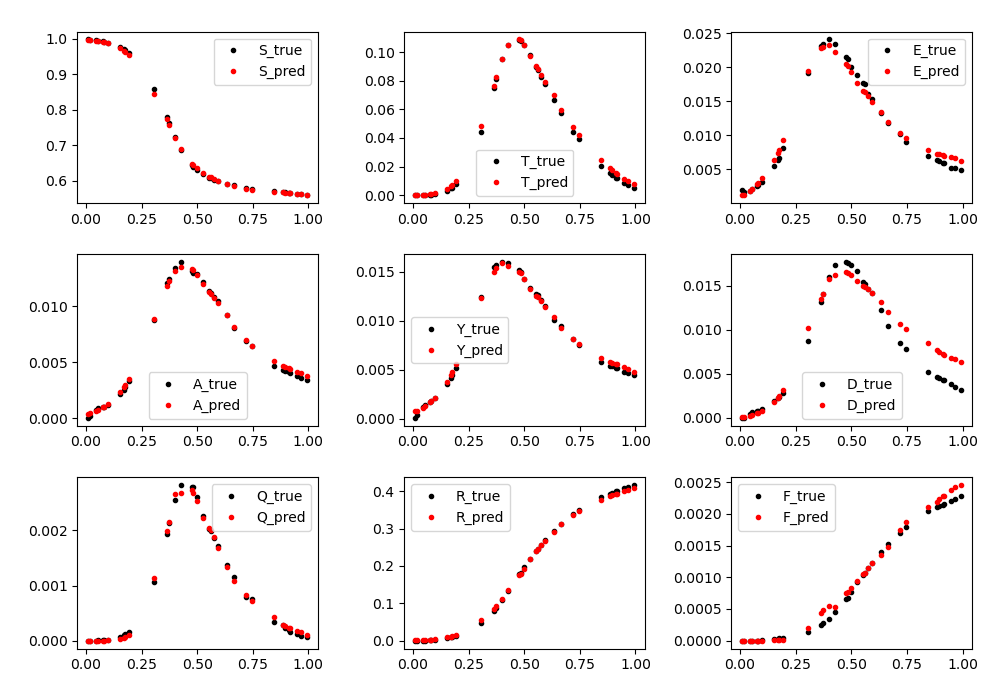 1.0
0.9
0.8
0.7
0.6
S_true
S_pred
0.00 0.25 0.50 0.75 1.00
0.10
0.08
0.06
0.04
0.02
0.00
T_true
T_pred
0.00 0.25 0.50 0.75 1.00
0.025
0.020
0.015
0.010
0.005
E_true
E_pred
0.00 0.25 0.50 0.75 1.00
0.010
0.005
0.000
A_true
A_pred
0.00 0.25 0.50 0.75 1.00
0.015
0.010
0.005
0.000
Y_true
Y_pred
0.00 0.25 0.50 0.75 1.00
0.015
0.010
0.005
0.000
D_true
D_pred
0.00 0.25 0.50 0.75 1.00
0.002
0.001
0.000
Q_true
Q_pred
0.00 0.25 0.50 0.75 1.00
0.4
0.3
0.2
0.1
0.0
R_true
R_pred
0.00 0.25 0.50 0.75 1.00
0.0025
0.0020
0.0015
0.0010
0.0005
0.0000
F_true
F_pred
0.00 0.25 0.50 0.75 1.00